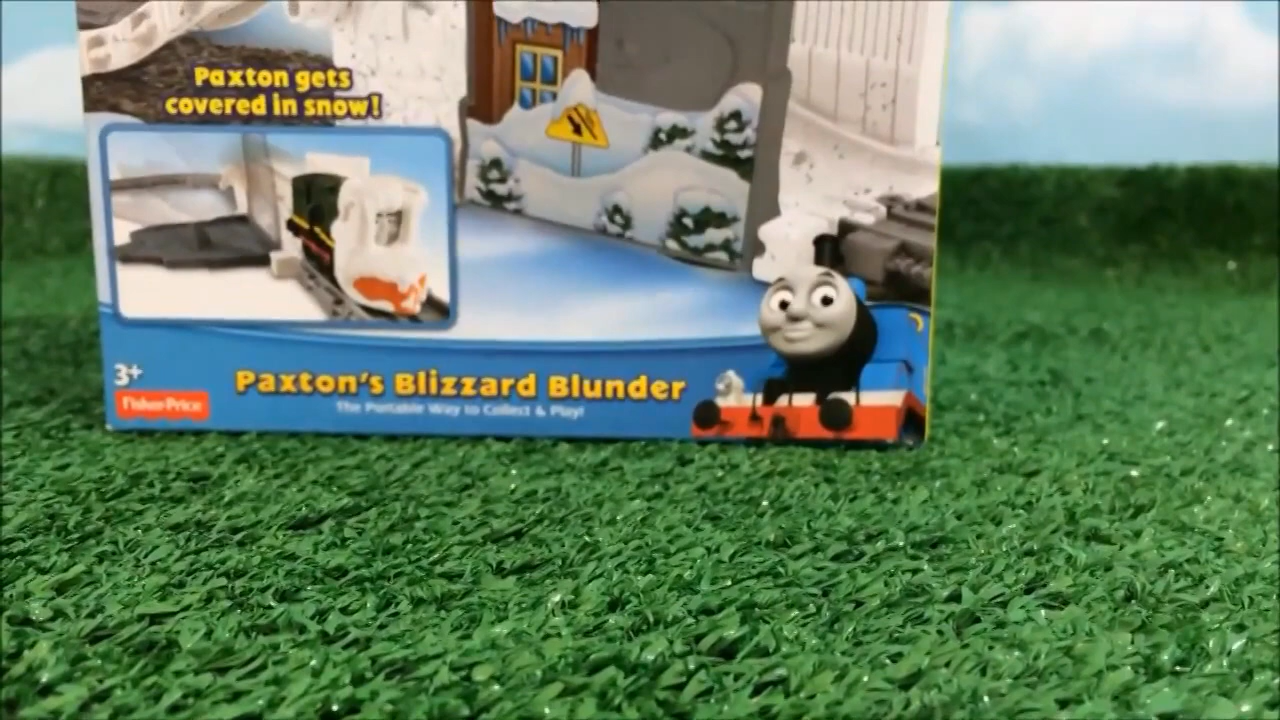 Paxton gets
covered in snow!
3+
Fisher-Price
Paxton's Blizzard Blunder
The Portable Way to Collect & Play!